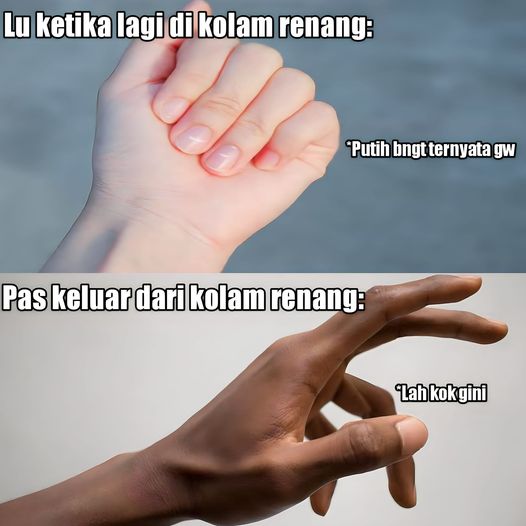 Lu ketika lagi di kolam renang:
*Putih bngt ternyata gw
Pas keluar dari kolam renang:
*Lah kok gini